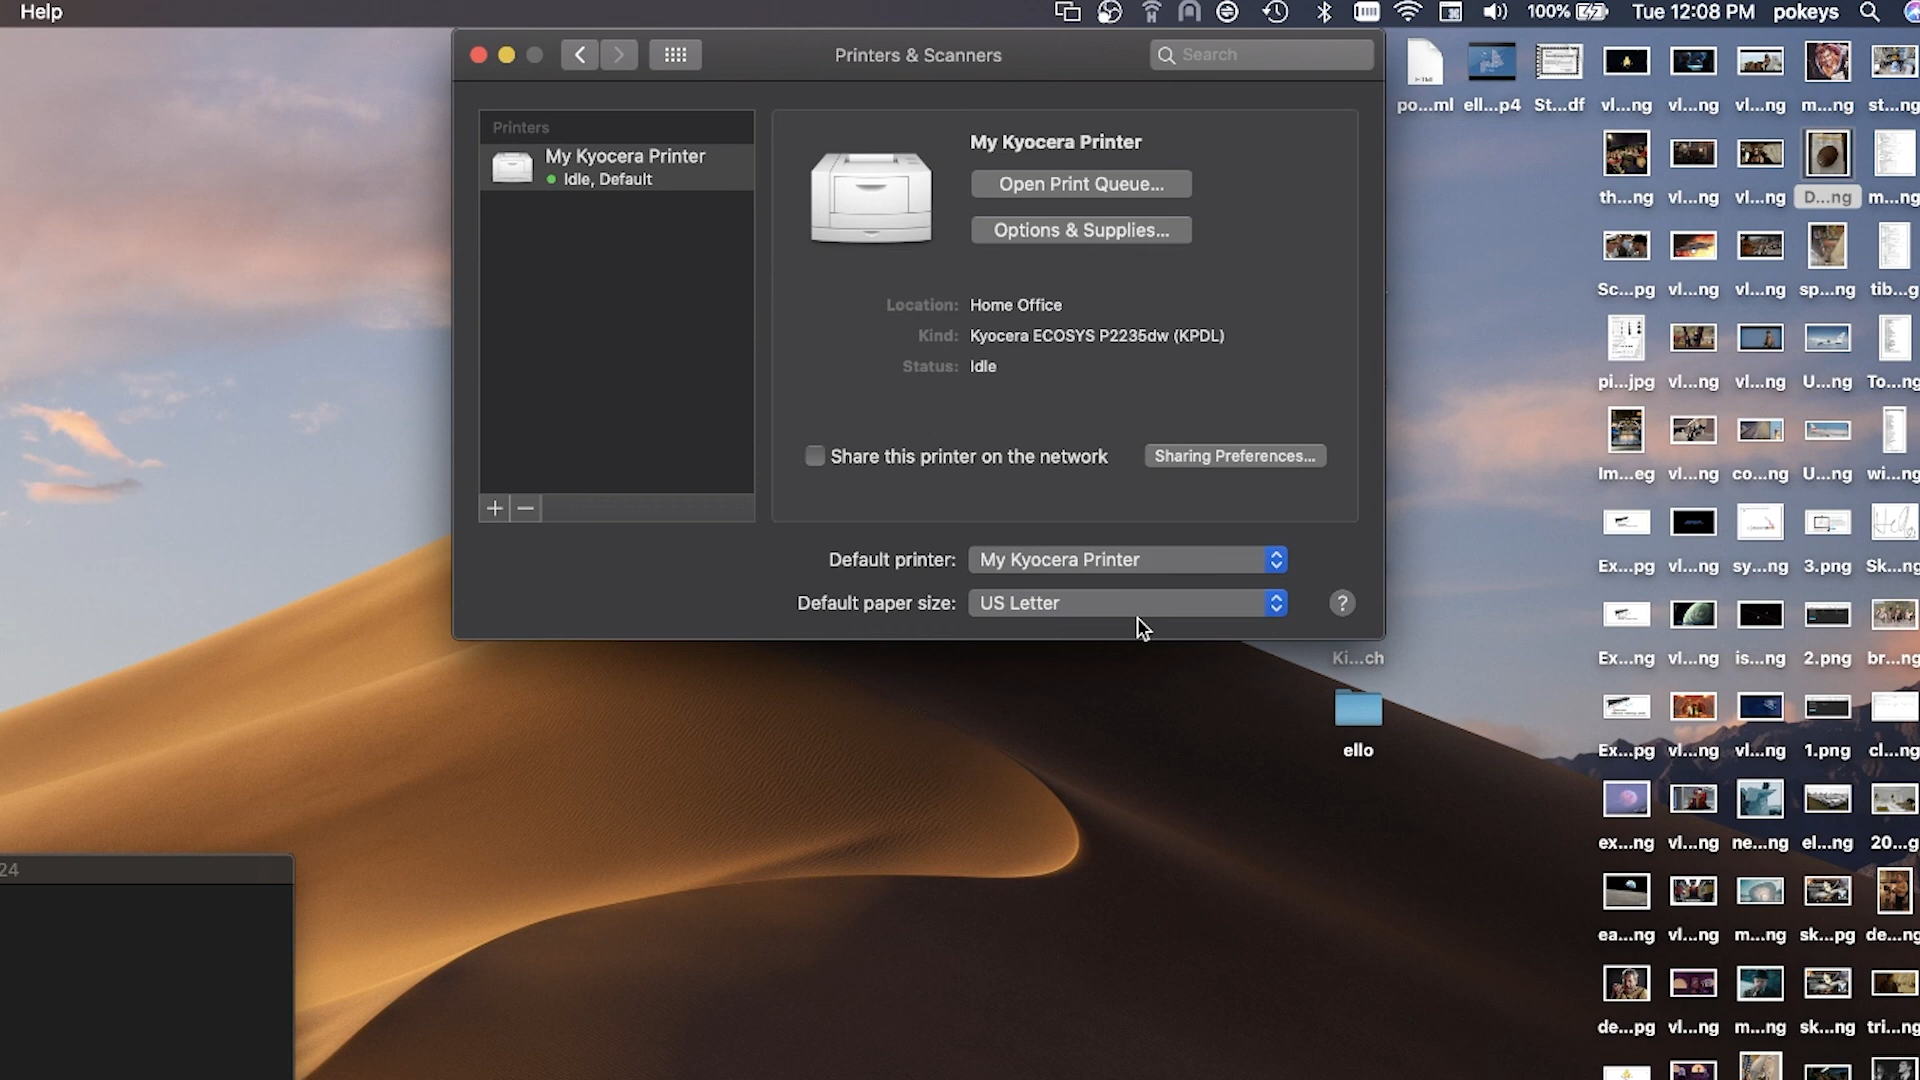 Help
100%
Tue 12:08 PM
pokeys
Printers & Scanners
Search
Printers
My Kyocera Printer
Idle, Default
My Kyocera Printer
Open Print Queue...
Options & Supplies...
Location: Home Office
Kind: Kyocera ECOSYS P2235dw (KPDL)
Status: Idle
Share this printer on the network
Sharing Preferences...
Default printer: My Kyocera Printer
Default paper size: US Letter
?
po...ml ell...p4 St...df vl...ng vl...ng vl...ng m...ng st...ng
th...ng vl...ng vl...ng D...ng m...ng
Sc...pg vl...ng vl...ng sp...ng tib...g
pi...jpg vl...ng vl...ng U...ng To...ng
Im...eg vl...ng co...ng U...ng wi...ng
Ex...pg vl...ng sy...ng 3.png Sk...ng
Ki...ch Ex...ng vl...ng is...ng 2.png br...ng
ello Ex...pg vl...ng vl...ng 1.png cl...ng
ex...ng vl...ng ne...ng el...ng 20...g
24
ea...ng vl...ng m...ng sk...pg de...ng
de...pg vl...ng m...ng sk...ng tri...ng